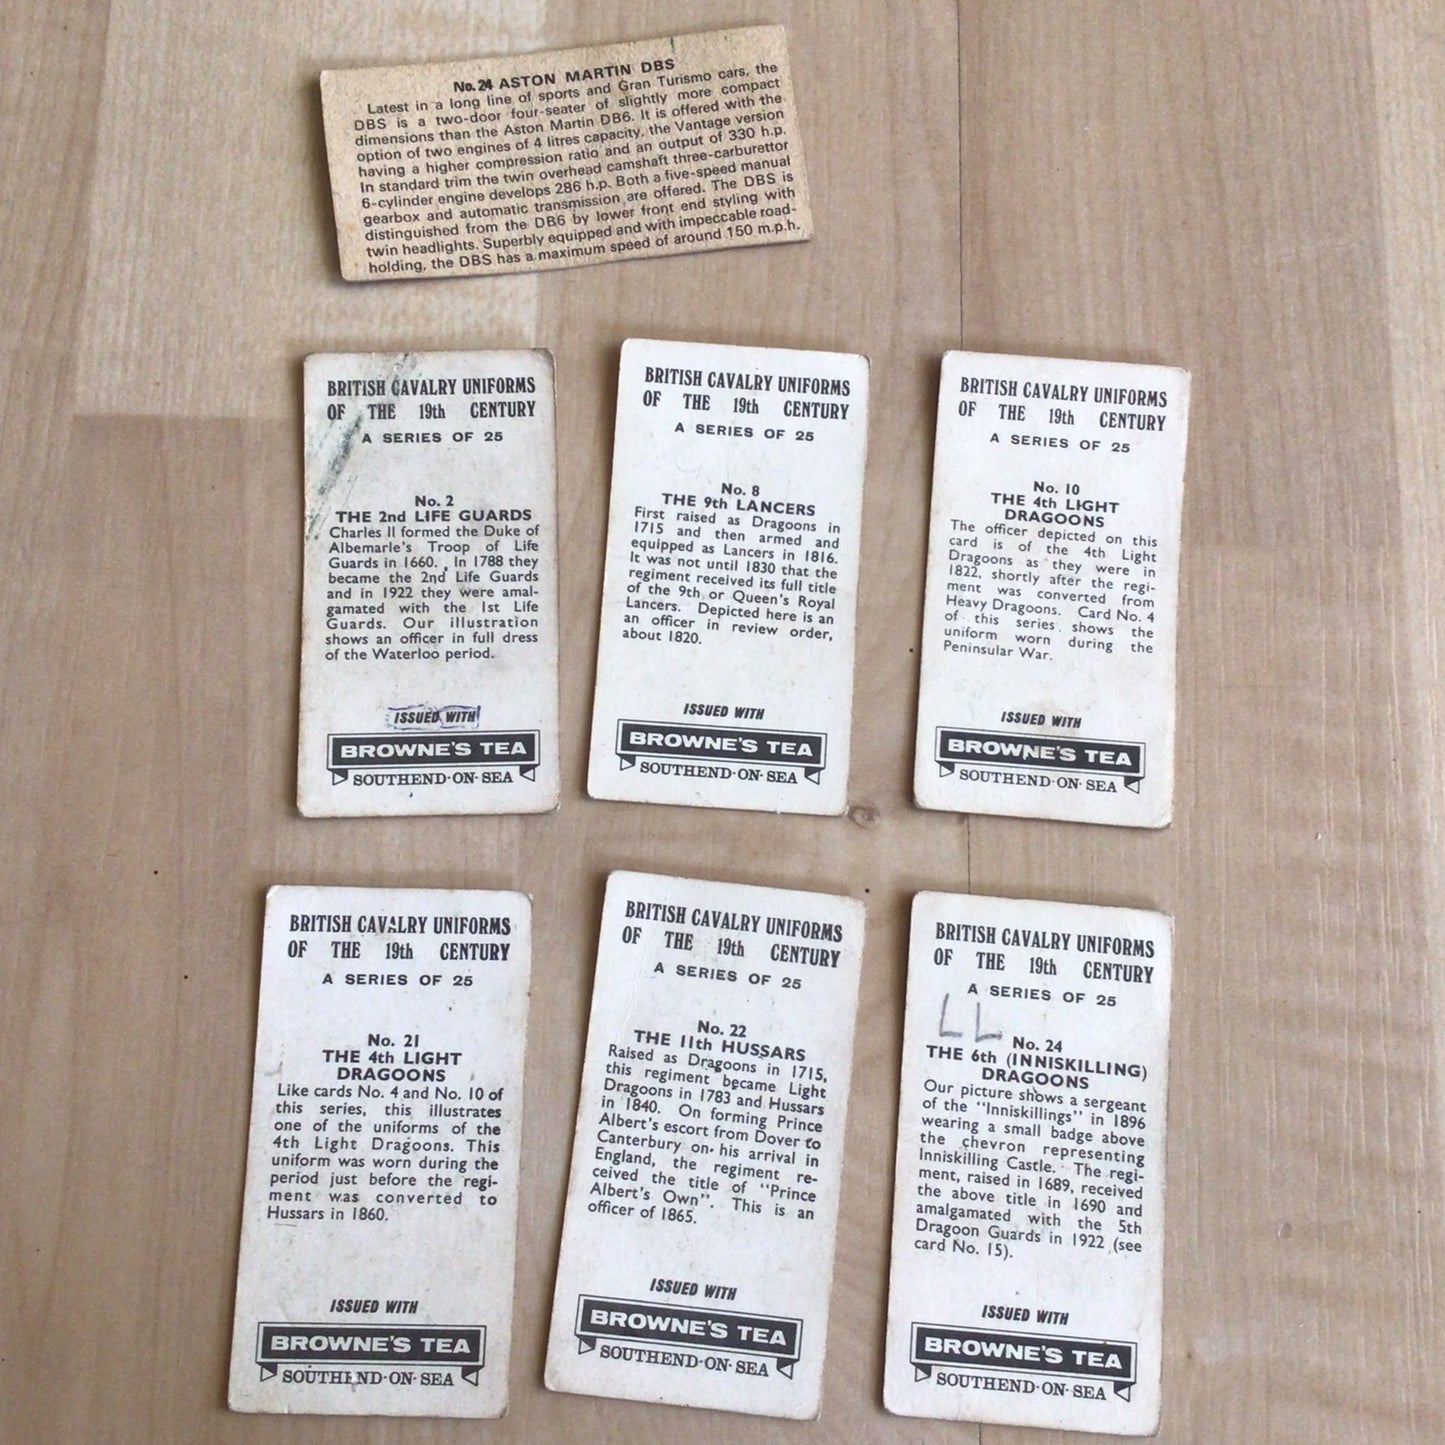 No. 24 ASTON MARTIN DBS
Latest in a long line of sports and Gran Turismo cars, the
DBS is a two-door four-seater of slightly more compact
dimensions than the Aston Martin DB6. It is offered with the
option of two engines of 4 litres capacity, the Vantage version
having a higher compression ratio and an output of 330 h.p.
In standard trim the twin overhead camshaft three-carburettor
6-cylinder engine develops 286 h.p. Both a five-speed manual
gearbox and automatic transmission are offered. The DBS is
distinguished from the DB6 by lower front end styling with
twin headlights. Superbly equipped and with impeccable road-
holding, the DBS has a maximum speed of around 150 m.p.h.
BRITISH CAVALRY UNIFORMS
OF THE 19th CENTURY
A SERIES OF 25
No. 2
THE 2nd LIFE GUARDS
Charles II formed the Duke of
Albemarle's Troop of Life
Guards in 1660. In 1788 they
became the 2nd Life Guards
and in 1922 they were amal-
gamated with the 1st Life
Guards. Our illustration
shows an officer in full dress
of the Waterloo period.
ISSUED WITH
BROWNE'S TEA
SOUTHEND-ON-SEA
BRITISH CAVALRY UNIFORMS
OF THE 19th CENTURY
A SERIES OF 25
No. 8
THE 9th LANCERS
First raised as Dragoons in
1715 and then armed and
equipped as Lancers in 1816.
It was not until 1830 that the
regiment received its full title
of the 9th or Queen's Royal
Lancers. Depicted here is an
an officer in review order,
about 1820.
ISSUED WITH
BROWNE'S TEA
SOUTHEND-ON-SEA
BRITISH CAVALRY UNIFORMS
OF THE 19th CENTURY
A SERIES OF 25
No. 10
THE 4th LIGHT
DRAGOONS
The officer depicted on this
card is of the 4th Light
Dragoons as they were in
1822, shortly after the regi-
ment was converted from
Heavy Dragoons. Card No. 4
of this series shows the
uniform worn during the
Peninsular War.
ISSUED WITH
BROWNE'S TEA
SOUTHEND-ON-SEA
BRITISH CAVALRY UNIFORMS
OF THE 19th CENTURY
A SERIES OF 25
No. 21
THE 4th LIGHT
DRAGOONS
Like cards No. 4 and No. 10 of
this series, this illustrates
one of the uniforms of the
4th Light Dragoons. This
uniform was worn during the
period just before the regi-
ment was converted to
Hussars in 1860.
ISSUED WITH
BROWNE'S TEA
SOUTHEND-ON-SEA
BRITISH CAVALRY UNIFORMS
OF THE 19th CENTURY
A SERIES OF 25
No. 22
THE 11th HUSSARS
Raised as Dragoons in 1715,
this regiment became Light
Dragoons in 1783 and Hussars
in 1840. On forming Prince
Albert's escort from Dover to
Canterbury on his arrival in
England, the regiment re-
ceived the title of "Prince
Albert's Own". This is an
officer of 1865.
ISSUED WITH
BROWNE'S TEA
SOUTHEND-ON-SEA
BRITISH CAVALRY UNIFORMS
OF THE 19th CENTURY
A SERIES OF 25
LL
No. 24
THE 6th (INNISKILLING)
DRAGOONS
Our picture shows a sergeant
of the "Inniskillings" in 1896
wearing a small badge above
the chevron representing
Inniskilling Castle. The regi-
ment, raised in 1689, received
the above title in 1690 and
amalgamated with the 5th
Dragoon Guards in 1922 (see
card No. 15).
ISSUED WITH
BROWNE'S TEA
SOUTHEND-ON-SEA